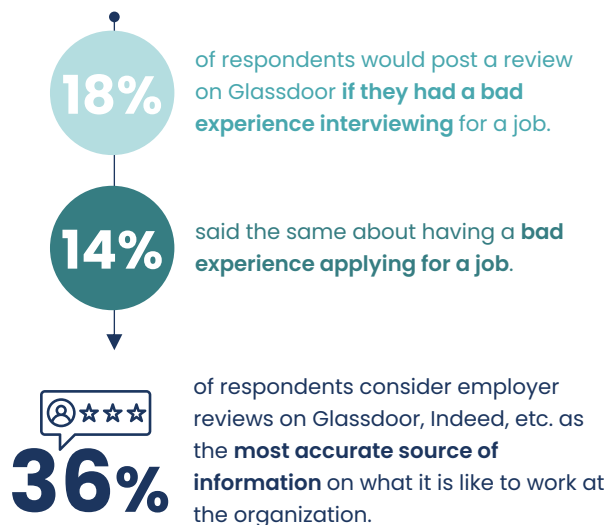 18%
of respondents would post a review
on Glassdoor if they had a bad
experience interviewing for a job.
14%
said the same about having a bad
experience applying for a job.
36%
of respondents consider employer
reviews on Glassdoor, Indeed, etc. as
the most accurate source of
information on what it is like to work at
the organization.